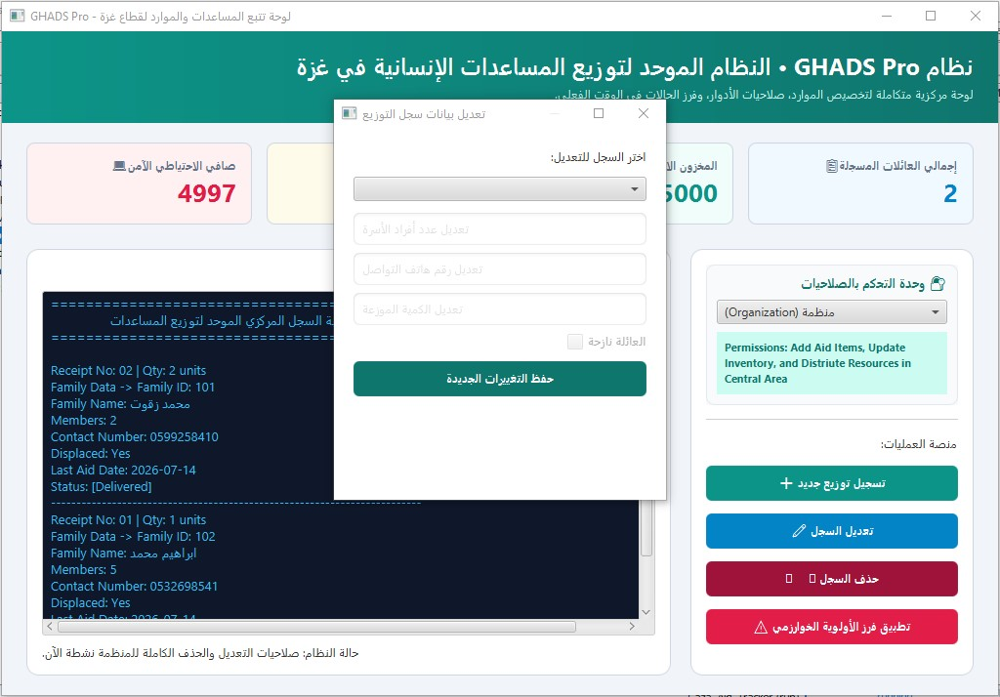 GHADS Pro - لوحة تتبع المساعدات والموارد لقطاع غزة
نظام GHADS Pro • النظام الموحد لتوزيع المساعدات الإنسانية في غزة
لوحة مركزية متكاملة لتخصيص الموارد، صلاحيات الأدوار، وفرز الحالات في الوقت الفعلي.
إجمالي العائلات المسجلة
2
المخزون الا
5000
صافي الاحتياطي الآمن
4997
تعديل بيانات سجل التوزيع
اختر السجل للتعديل:
تعديل عدد أفراد الأسرة
تعديل رقم هاتف التواصل
تعديل الكمية الموزعة
العائلة نازحة
حفظ التغييرات الجديدة
وحدة التحكم بالصلاحيات
منظمة (Organization)
Permissions: Add Aid Items, Update
Inventory, and Distriute Resources in
Central Area
منصة العمليات:
تسجيل توزيع جديد
تعديل السجل
حذف السجل
تطبيق فرز الأولوية الخوارزمي
================================
ة السجل المركزي الموحد لتوزيع المساعدات
================================
Receipt No: 02 | Qty: 2 units
Family Data -> Family ID: 101
Family Name: محمد زقوت
Members: 2
Contact Number: 0599258410
Displaced: Yes
Last Aid Date: 2026-07-14
Status: [Delivered]
------------------------------------------------------------------------
Receipt No: 01 | Qty: 1 units
Family Data -> Family ID: 102
Family Name: ابراهيم محمد
Members: 5
Contact Number: 0532698541
Displaced: Yes
Last Aid Date: 2026-07-14
حالة النظام: صلاحيات التعديل والحذف الكاملة للمنظمة نشطة الآن.